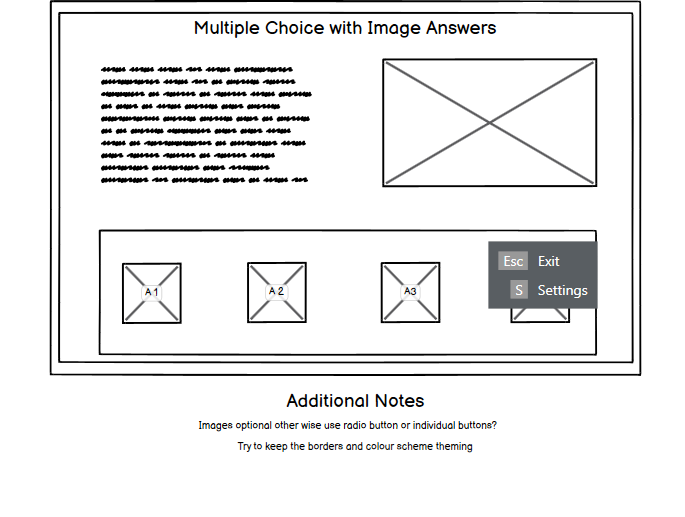 Multiple Choice with Image Answers
A 1
A 2
A3
Esc Exit
S Settings
Additional Notes
Images optional other wise use radio button or individual buttons?
Try to keep the borders and colour scheme theming